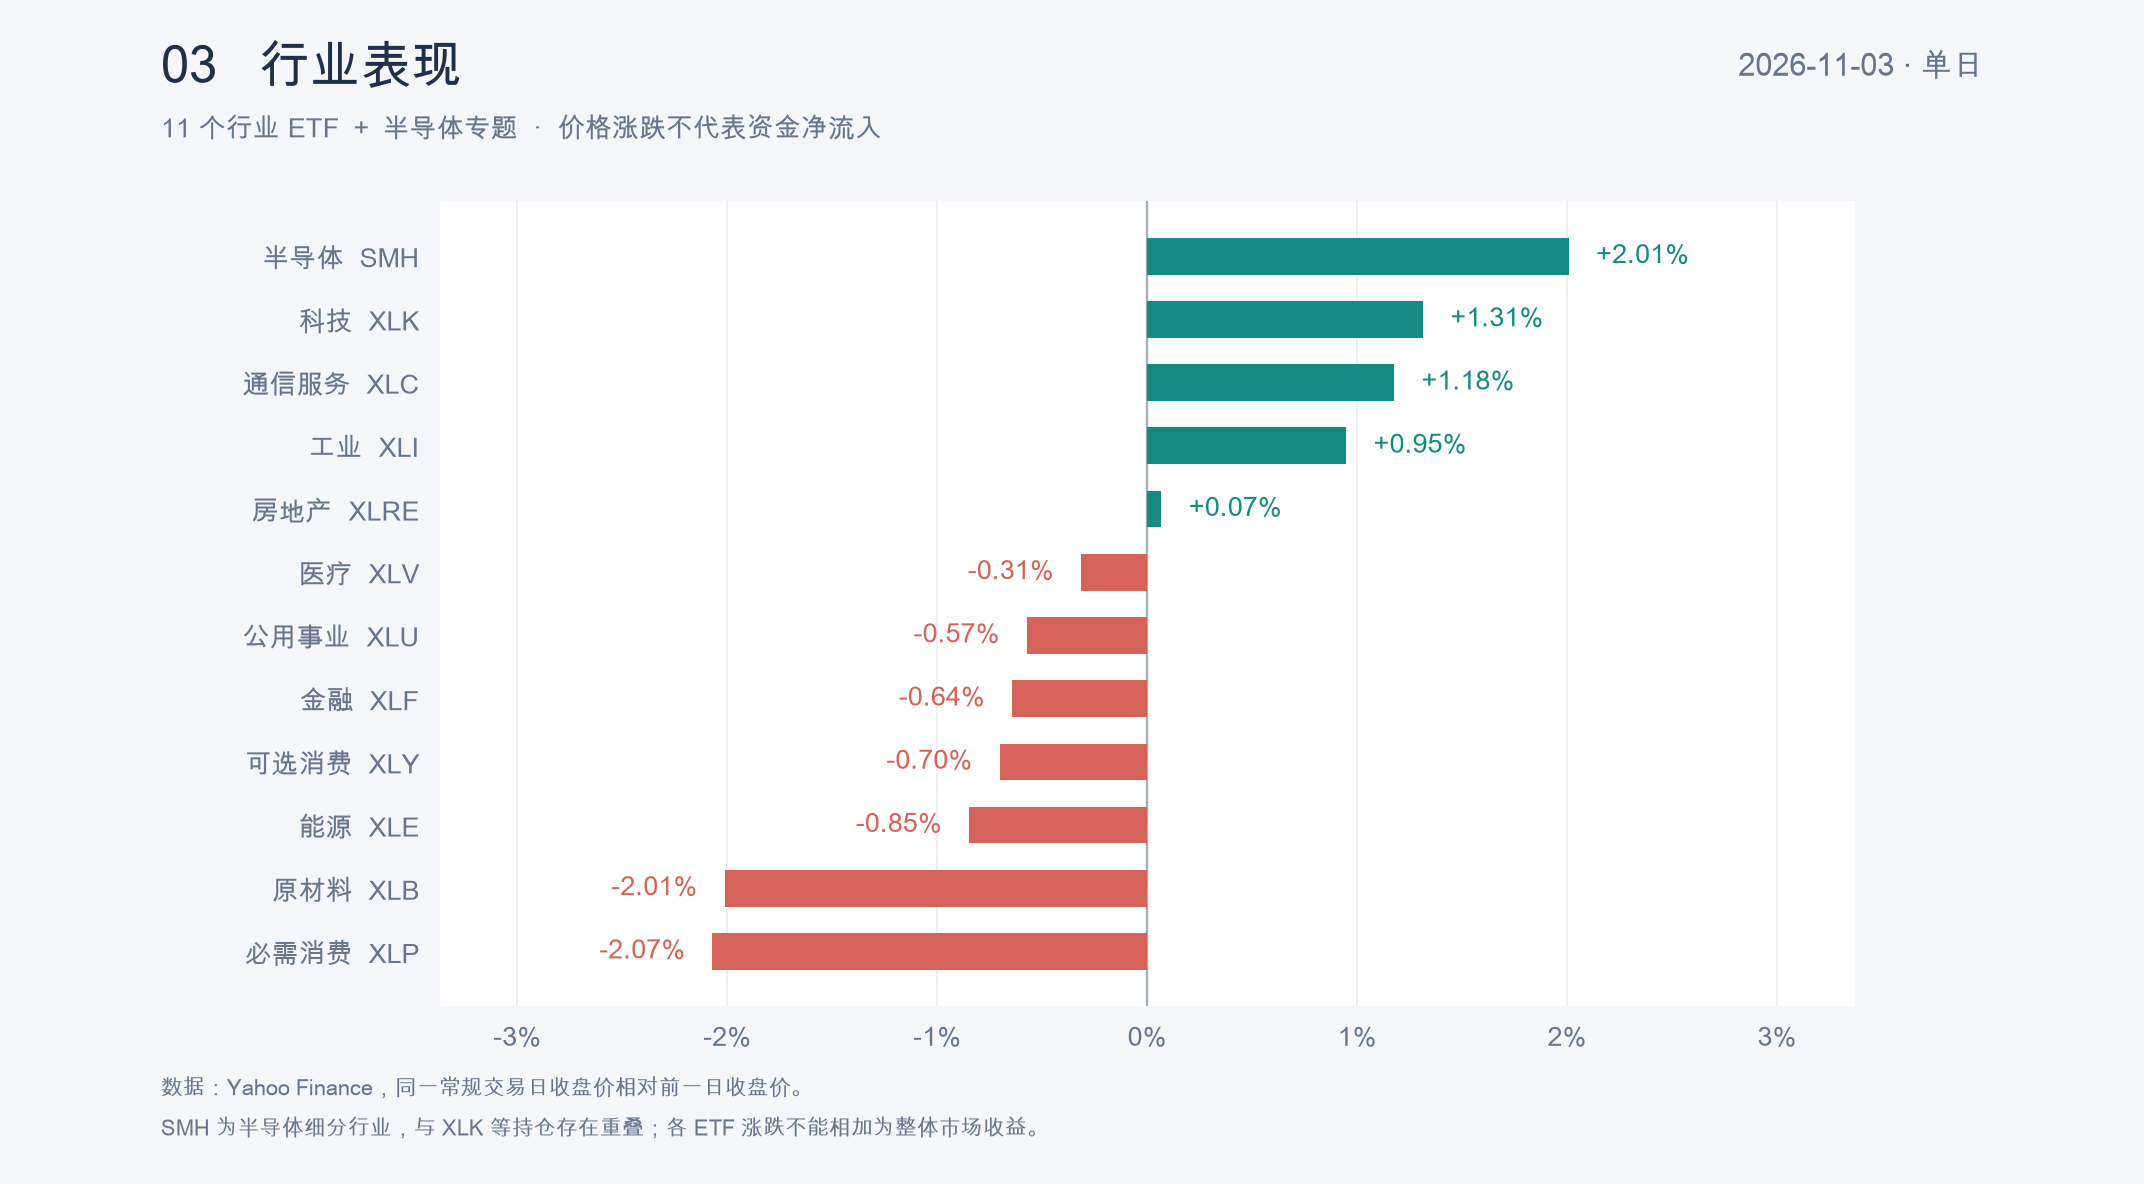 03 行业表现
2026-11-03 · 单日
11 个行业 ETF + 半导体专题 · 价格涨跌不代表资金净流入
半导体 SMH +2.01%
科技 XLK +1.31%
通信服务 XLC +1.18%
工业 XLI +0.95%
房地产 XLRE +0.07%
医疗 XLV -0.31%
公用事业 XLU -0.57%
金融 XLF -0.64%
可选消费 XLY -0.70%
能源 XLE -0.85%
原材料 XLB -2.01%
必需消费 XLP -2.07%
-3% -2% -1% 0% 1% 2% 3%
数据：Yahoo Finance，同一常规交易日收盘价相对前一日收盘价。
SMH 为半导体细分行业，与 XLK 等持仓存在重叠；各 ETF 涨跌不能相加为整体市场收益。